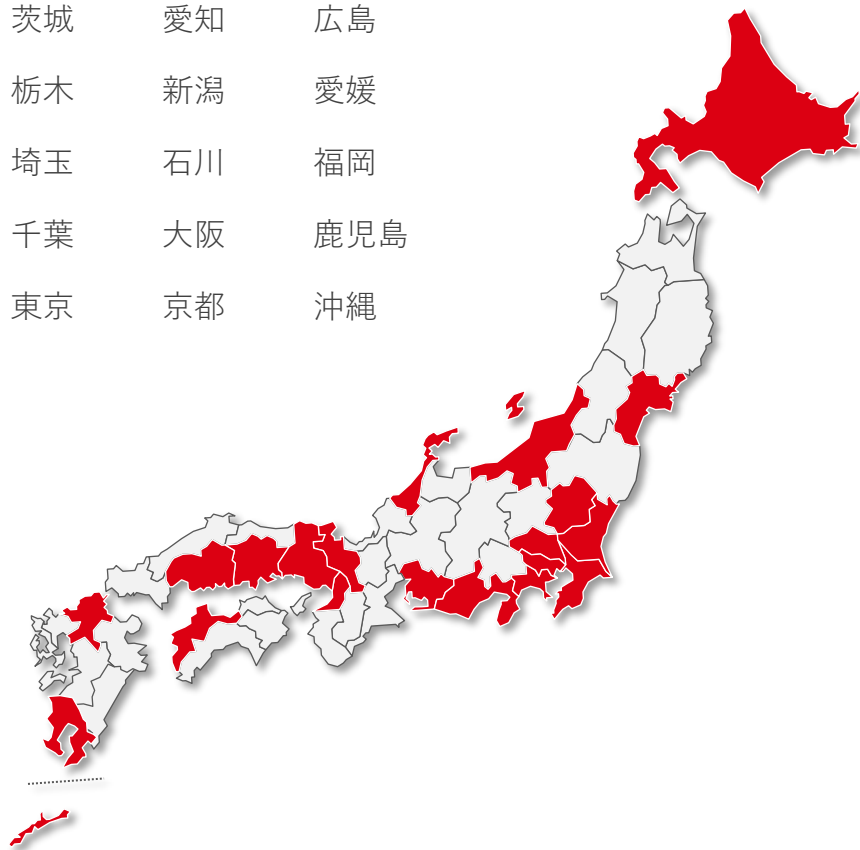 茨城 愛知 広島
栃木 新潟 愛媛
埼玉 石川 福岡
千葉 大阪 鹿児島
東京 京都 沖縄